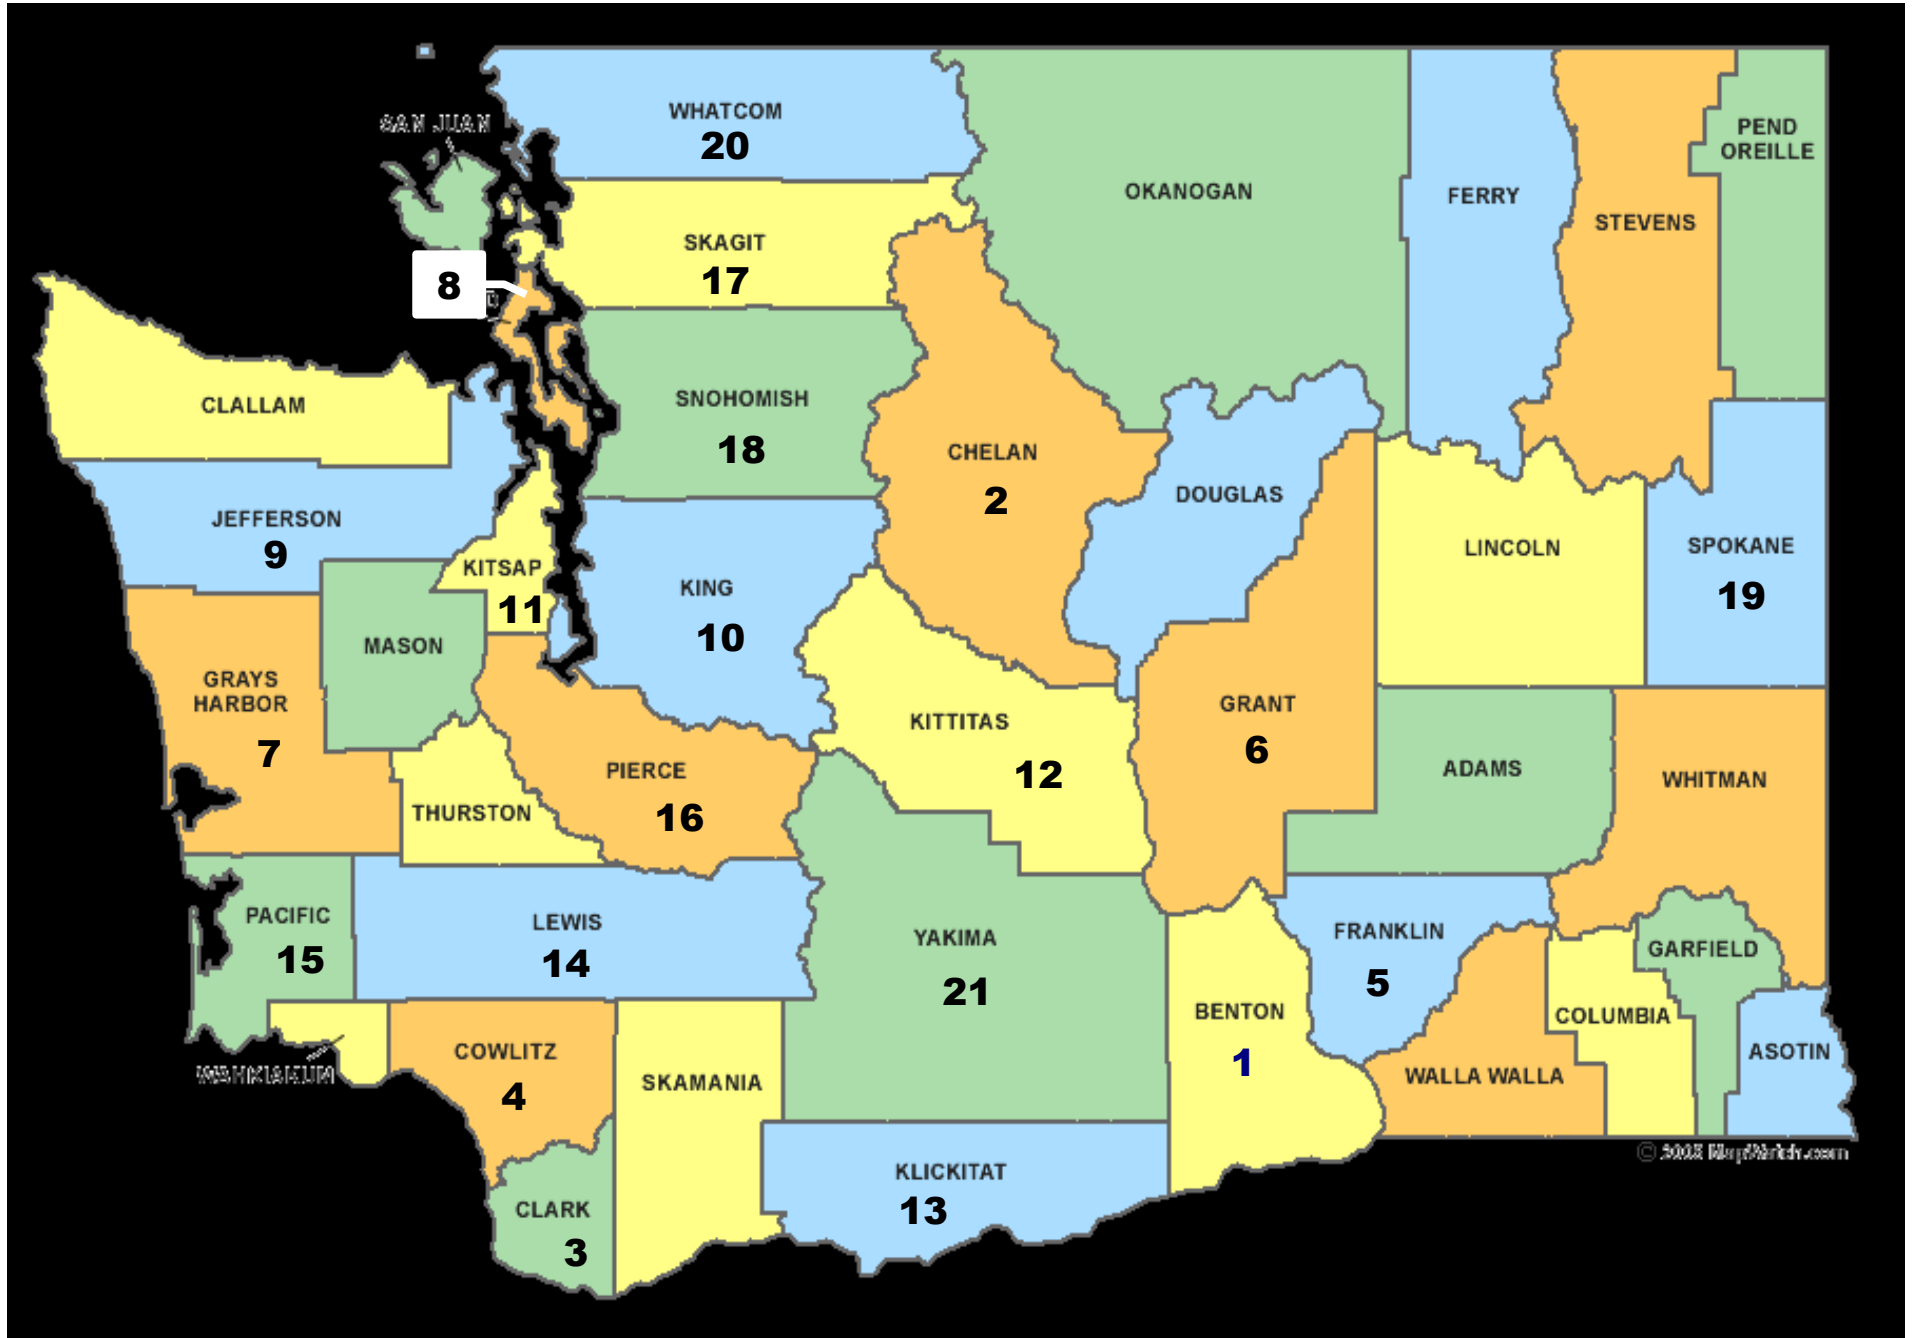 WHATCOM
20
SAN JUAN
PEND
OREILLE
OKANOGAN
FERRY
STEVENS
SKAGIT
17
8
CLALLAM
SNOHOMISH
18
CHELAN
2
DOUGLAS
JEFFERSON
9
LINCOLN
SPOKANE
19
KITSAP
11
KING
10
MASON
GRAYS
HARBOR
7
KITTITAS
12
GRANT
6
ADAMS
WHITMAN
PIERCE
16
THURSTON
PACIFIC
15
LEWIS
14
YAKIMA
21
FRANKLIN
5
GARFIELD
BENTON
1
COLUMBIA
ASOTIN
WAHKIAKUM
COWLITZ
4
SKAMANIA
WALLA WALLA
© 2003 MapWatch.com
KLICKITAT
13
CLARK
3